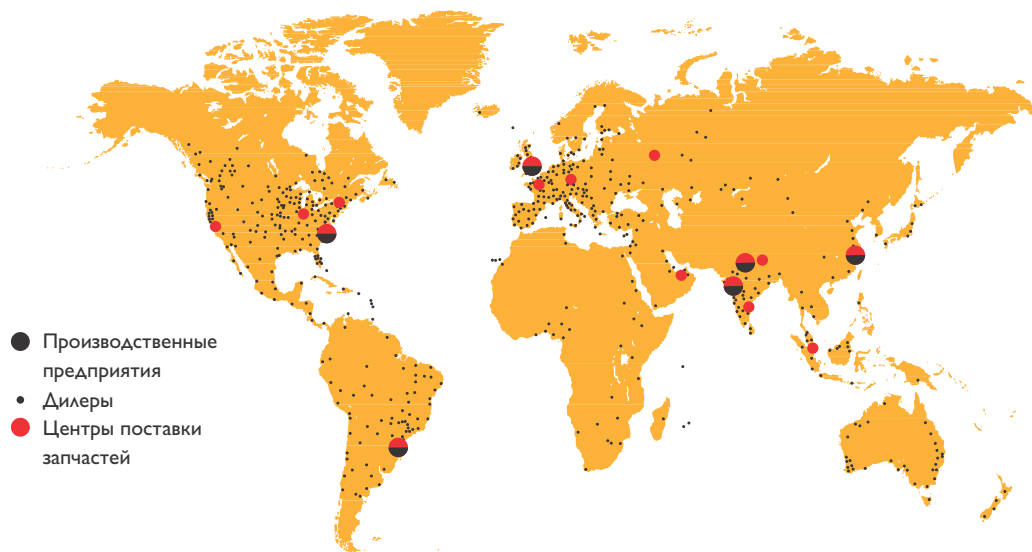 Производственные
предприятия
Дилеры
Центры поставки
запчастей